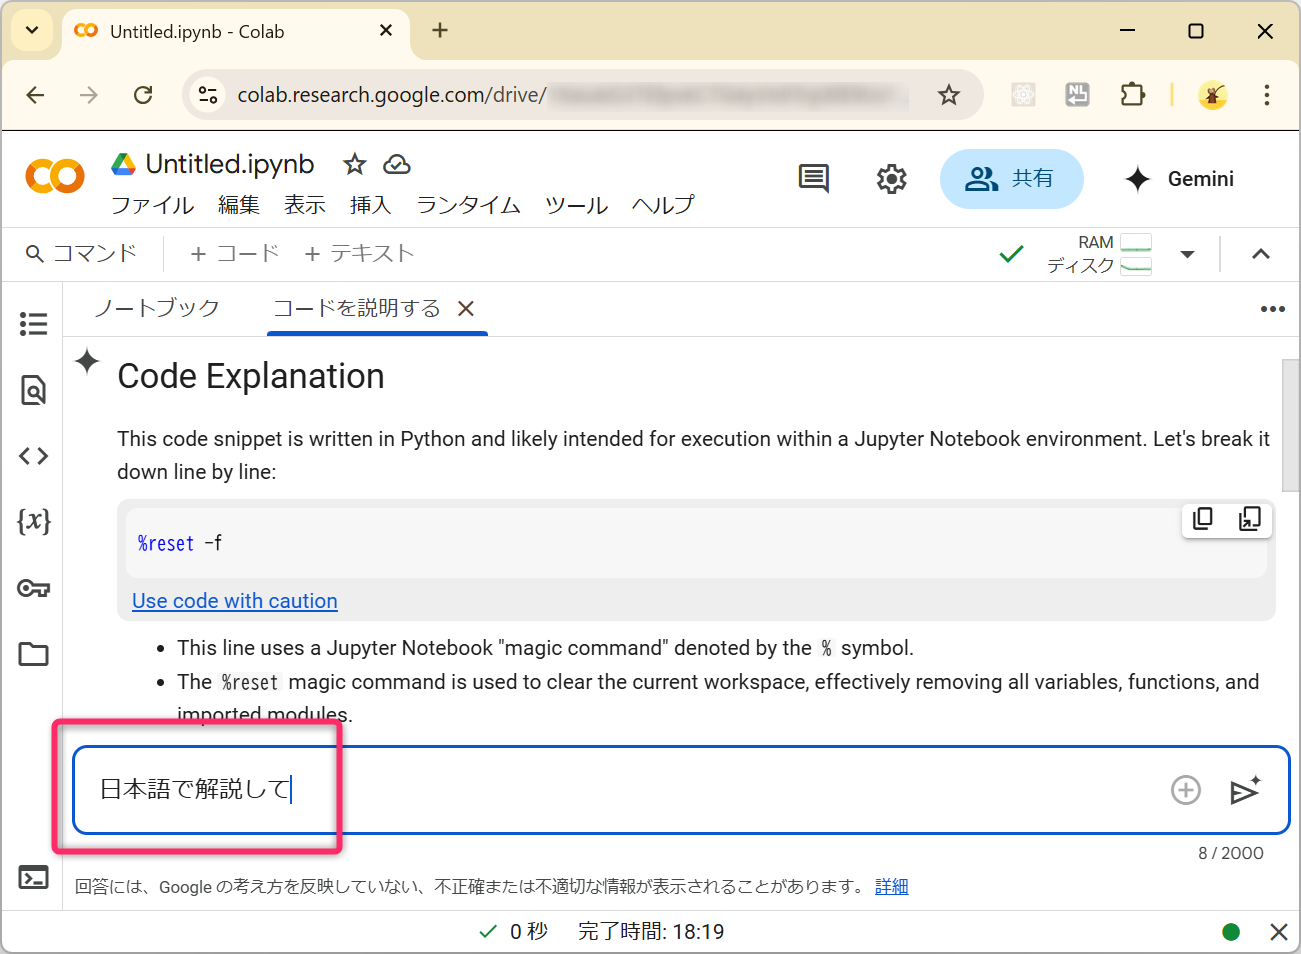 Untitled.ipynb - Colab
colab.research.google.com/drive/
NL
Untitled.ipynb
ファイル 編集 表示 挿入 ランタイム ツール ヘルプ
共有
Gemini
コマンド + コード + テキスト
RAM
ディスク
ノートブック コードを説明する
Code Explanation
This code snippet is written in Python and likely intended for execution within a Jupyter Notebook environment. Let's break it
down line by line:
%reset -f
Use code with caution
• This line uses a Jupyter Notebook "magic command" denoted by the % symbol.
• The %reset magic command is used to clear the current workspace, effectively removing all variables, functions, and
imported modules.
日本語で解説して
8 / 2000
回答には、Google の考え方を反映していない、不正確または不適切な情報が表示されることがあります。 詳細
0 秒 完了時間: 18:19